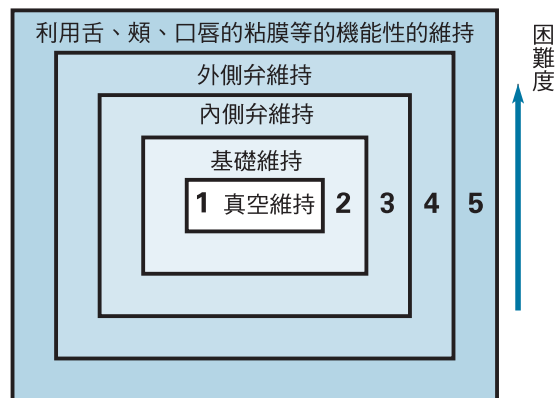 利用舌、頰、口唇的粘膜等的機能性的維持
外側弁維持
內側弁維持
基礎維持
1 真空維持 2 3 4 5
困難度